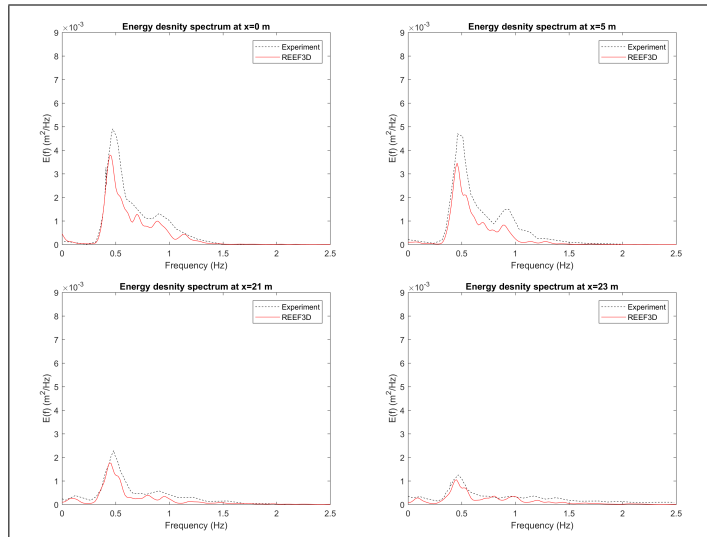 Energy desnity spectrum at x=0 m
×10⁻³
9
8
7
6
5
4
3
2
1
0
E(f) (m²/Hz)
Experiment
REEF3D
0 0.5 1 1.5 2 2.5
Frequency (Hz)
Energy desnity spectrum at x=5 m
×10⁻³
9
8
7
6
5
4
3
2
1
0
E(f) (m²/Hz)
Experiment
REEF3D
0 0.5 1 1.5 2 2.5
Frequency (Hz)
Energy desnity spectrum at x=21 m
×10⁻³
9
8
7
6
5
4
3
2
1
0
E(f) (m²/Hz)
Experiment
REEF3D
0 0.5 1 1.5 2 2.5
Frequency (Hz)
Energy desnity spectrum at x=23 m
×10⁻³
9
8
7
6
5
4
3
2
1
0
E(f) (m²/Hz)
Experiment
REEF3D
0 0.5 1 1.5 2 2.5
Frequency (Hz)